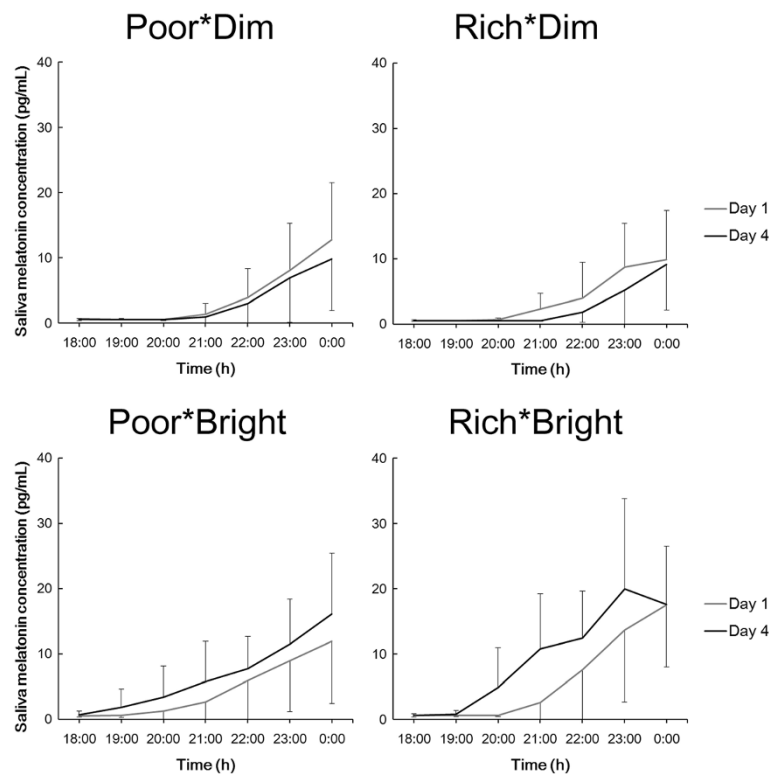 Poor*Dim
Rich*Dim
Saliva melatonin concentration (pg/mL)
40
30
20
10
0
18:00 19:00 20:00 21:00 22:00 23:00 0:00
Time (h)
40
30
20
10
0
18:00 19:00 20:00 21:00 22:00 23:00 0:00
Time (h)
Day 1
Day 4
Poor*Bright
Rich*Bright
Saliva melatonin concentration (pg/mL)
40
30
20
10
0
18:00 19:00 20:00 21:00 22:00 23:00 0:00
Time (h)
40
30
20
10
0
18:00 19:00 20:00 21:00 22:00 23:00 0:00
Time (h)
Day 1
Day 4